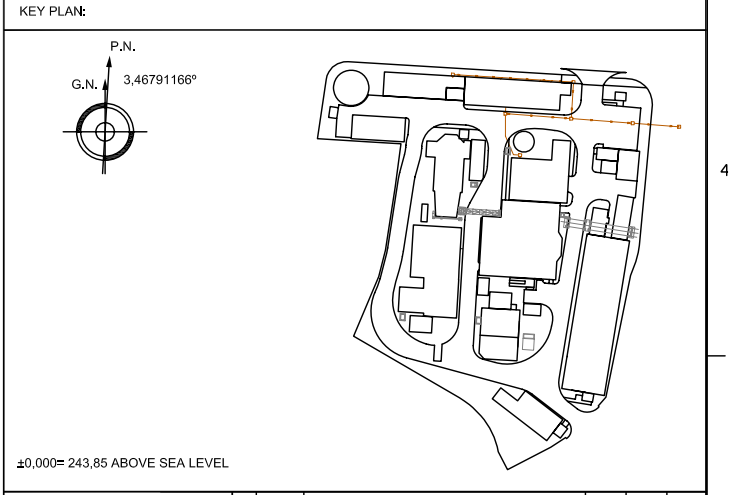 KEY PLAN:
P.N.
G.N. 3,46791166º
4
±0,000= 243,85 ABOVE SEA LEVEL